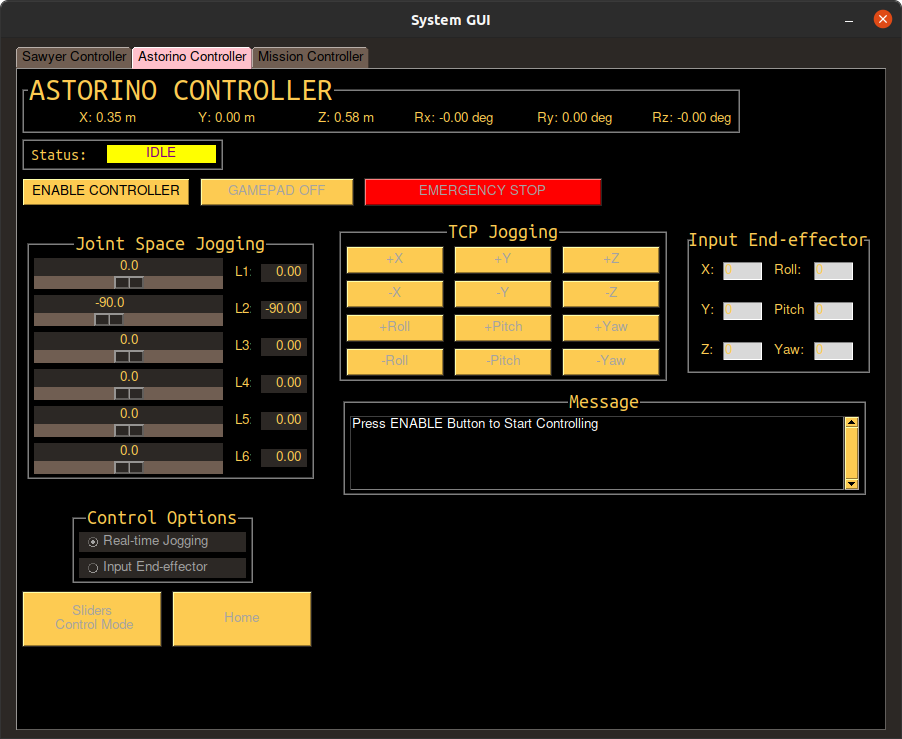 System GUI
Sawyer Controller Astorino Controller Mission Controller
ASTORINO CONTROLLER
X: 0.35 m Y: 0.00 m Z: 0.58 m Rx: -0.00 deg Ry: 0.00 deg Rz: -0.00 deg
Status: IDLE
ENABLE CONTROLLER GAMEPAD OFF EMERGENCY STOP
Joint Space Jogging
0.0 L1: 0.00
-90.0 L2: -90.00
0.0 L3: 0.00
0.0 L4: 0.00
0.0 L5: 0.00
0.0 L6: 0.00
TCP Jogging
+X +Y +Z
-X -Y -Z
+Roll +Pitch +Yaw
-Roll -Pitch -Yaw
Input End-effector
X: 0 Roll: 0
Y: 0 Pitch 0
Z: 0 Yaw: 0
Message
Press ENABLE Button to Start Controlling
Control Options
Real-time Jogging
Input End-effector
Sliders
Control Mode
Home